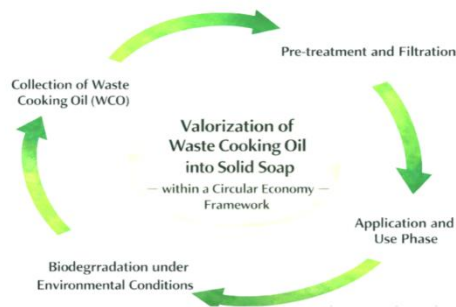 Pre-treatment and Filtration
Collection of Waste
Cooking Oil (WCO)
Valorization of
Waste Cooking Oil
into Solid Soap
— within a Circular Economy —
Framework
Application and
Use Phase
Biodegrradation under
Environmental Conditions